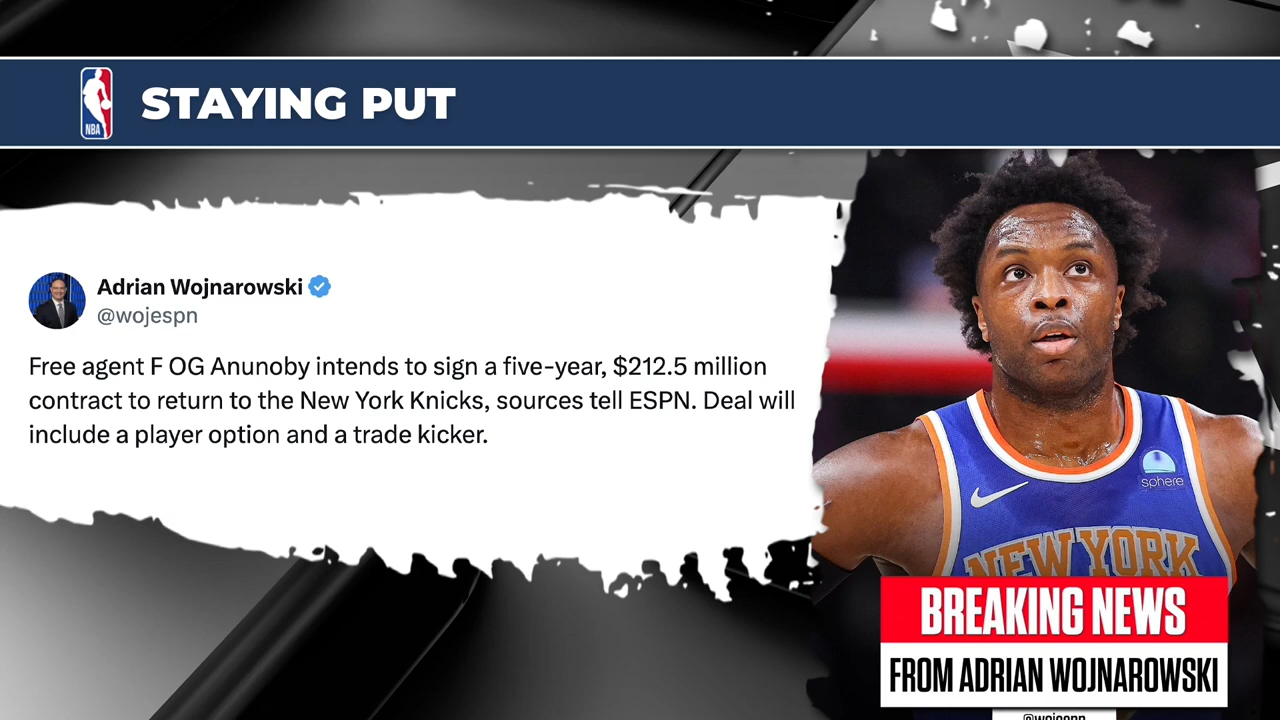 NBA
STAYING PUT
Adrian Wojnarowski
@wojespn
Free agent F OG Anunoby intends to sign a five-year, $212.5 million
contract to return to the New York Knicks, sources tell ESPN. Deal will
include a player option and a trade kicker.
sphere
NEW YORK
BREAKING NEWS
FROM ADRIAN WOJNAROWSKI
@wojespn